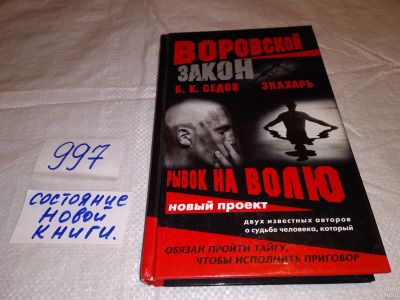 997
СОСТОЯНИЕ
НОВОЙ
КНИГИ.
ВОРОВСКОЙ
ЗАКОН
Б. К. СЕДОВ ЗНАХАРЬ
РЫВОК НА ВОЛЮ
новый проект
двух известных авторов
о судьбе человека, который
ОБЯЗАН ПРОЙТИ ТАЙГУ,
ЧТОБЫ ИСПОЛНИТЬ ПРИГОВОР